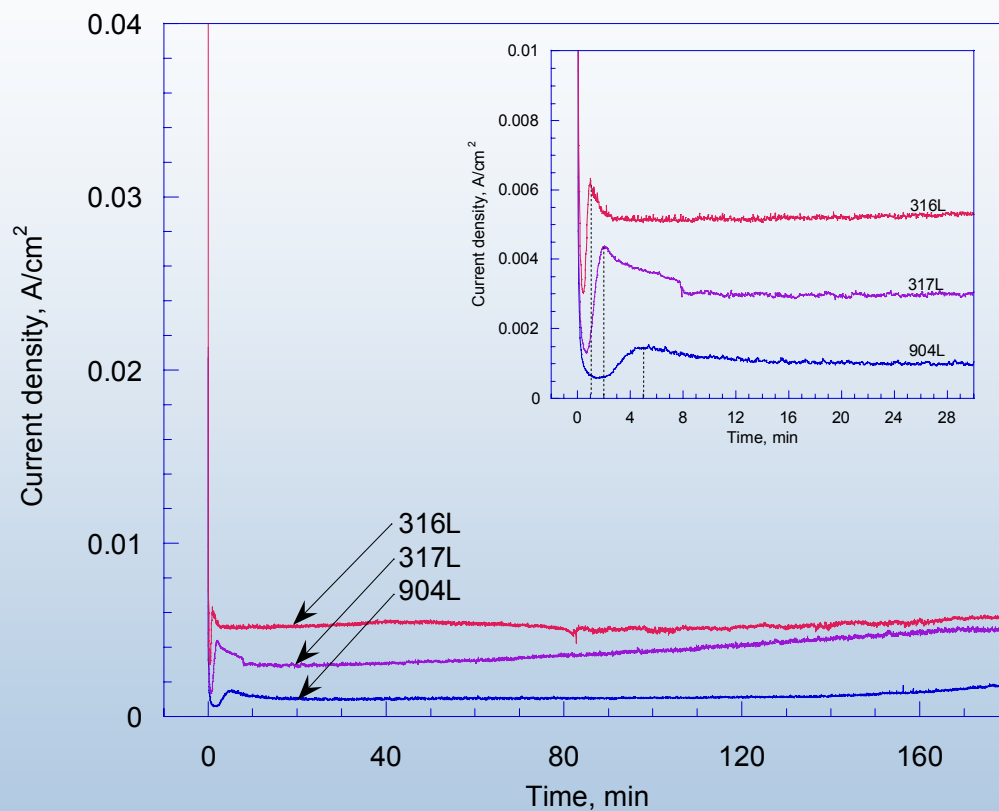 0.04
0.03
0.02
0.01
0
Current density, A/cm²
0
40
80
120
160
Time, min
316L
317L
904L
0.01
0.008
0.006
0.004
0.002
0
Current density, A/cm²
0
4
8
12
16
20
24
28
Time, min
316L
317L
904L